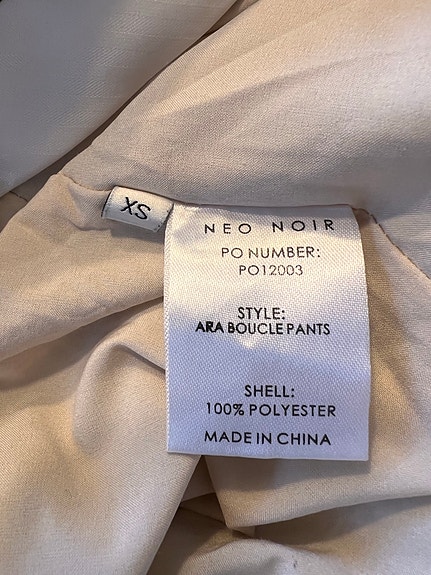 XS
NEO NOIR
PO NUMBER:
PO12003
STYLE:
ARA BOUCLE PANTS
SHELL:
100% POLYESTER
MADE IN CHINA